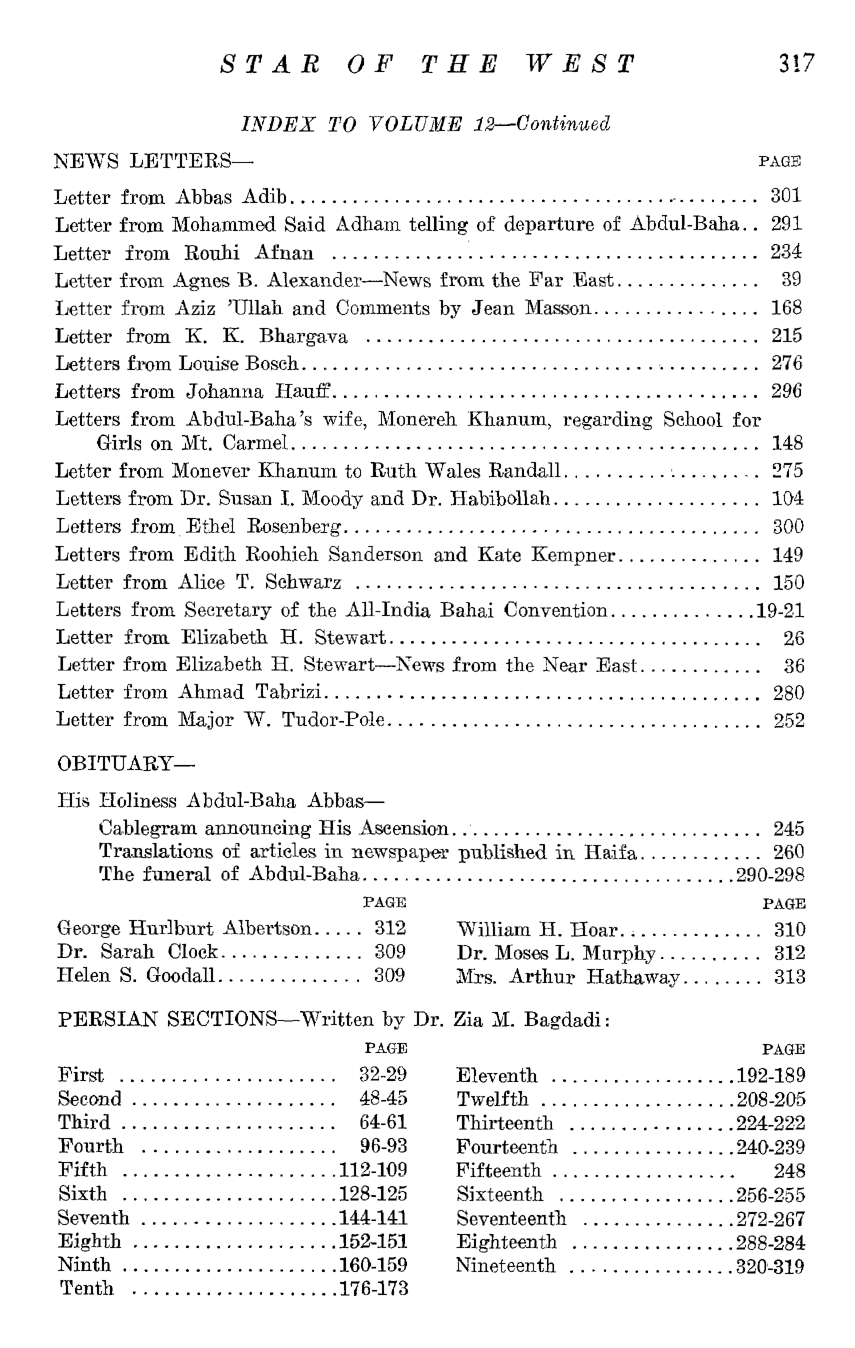 STAR OF THE WEST 317
INDEX TO VOLUME 12—Continued
NEWS LETTERS— PAGE
Letter from Abbas Adib............................................. 301
Letter from Mohammed Said Adham telling of departure of Abdul-Baha.. 291
Letter from Rouhi Afnan ......................................... 234
Letter from Agnes B. Alexander—News from the Far East.............. 39
Letter from Aziz 'Ullah and Comments by Jean Masson................ 168
Letter from K. K. Bhargava ...................................... 215
Letters from Louise Bosch............................................ 276
Letters from Johanna Hauff......................................... 296
Letters from Abdul-Baha's wife, Monereh Khanum, regarding School for
Girls on Mt. Carmel............................................. 148
Letter from Monever Khanum to Ruth Wales Randall................... 275
Letters from Dr. Susan I. Moody and Dr. Habibollah.................... 104
Letters from Ethel Rosenberg........................................ 300
Letters from Edith Roohieh Sanderson and Kate Kempner.............. 149
Letter from Alice T. Schwarz ....................................... 150
Letters from Secretary of the All-India Bahai Convention..............19-21
Letter from Elizabeth H. Stewart.................................... 26
Letter from Elizabeth H. Stewart—News from the Near East............ 36
Letter from Ahmad Tabrizi.......................................... 280
Letter from Major W. Tudor-Pole.................................... 252
OBITUARY—
His Holiness Abdul-Baha Abbas—
Cablegram announcing His Ascension.............................. 245
Translations of articles in newspaper published in Haifa............ 260
The funeral of Abdul-Baha....................................290-298
PAGE PAGE
George Hurlburt Albertson..... 312 William H. Hoar.............. 310
Dr. Sarah Clock.............. 309 Dr. Moses L. Murphy.......... 312
Helen S. Goodall.............. 309 Mrs. Arthur Hathaway........ 313
PERSIAN SECTIONS—Written by Dr. Zia M. Bagdadi:
PAGE PAGE
First ..................... 32-29 Eleventh ..................192-189
Second .................... 48-45 Twelfth ...................208-205
Third ..................... 64-61 Thirteenth ................224-222
Fourth ................... 96-93 Fourteenth ................240-239
Fifth .....................112-109 Fifteenth .................. 248
Sixth .....................128-125 Sixteenth .................256-255
Seventh ...................144-141 Seventeenth ...............272-267
Eighth ....................152-151 Eighteenth ................288-284
Ninth .....................160-159 Nineteenth ................320-319
Tenth ....................176-173